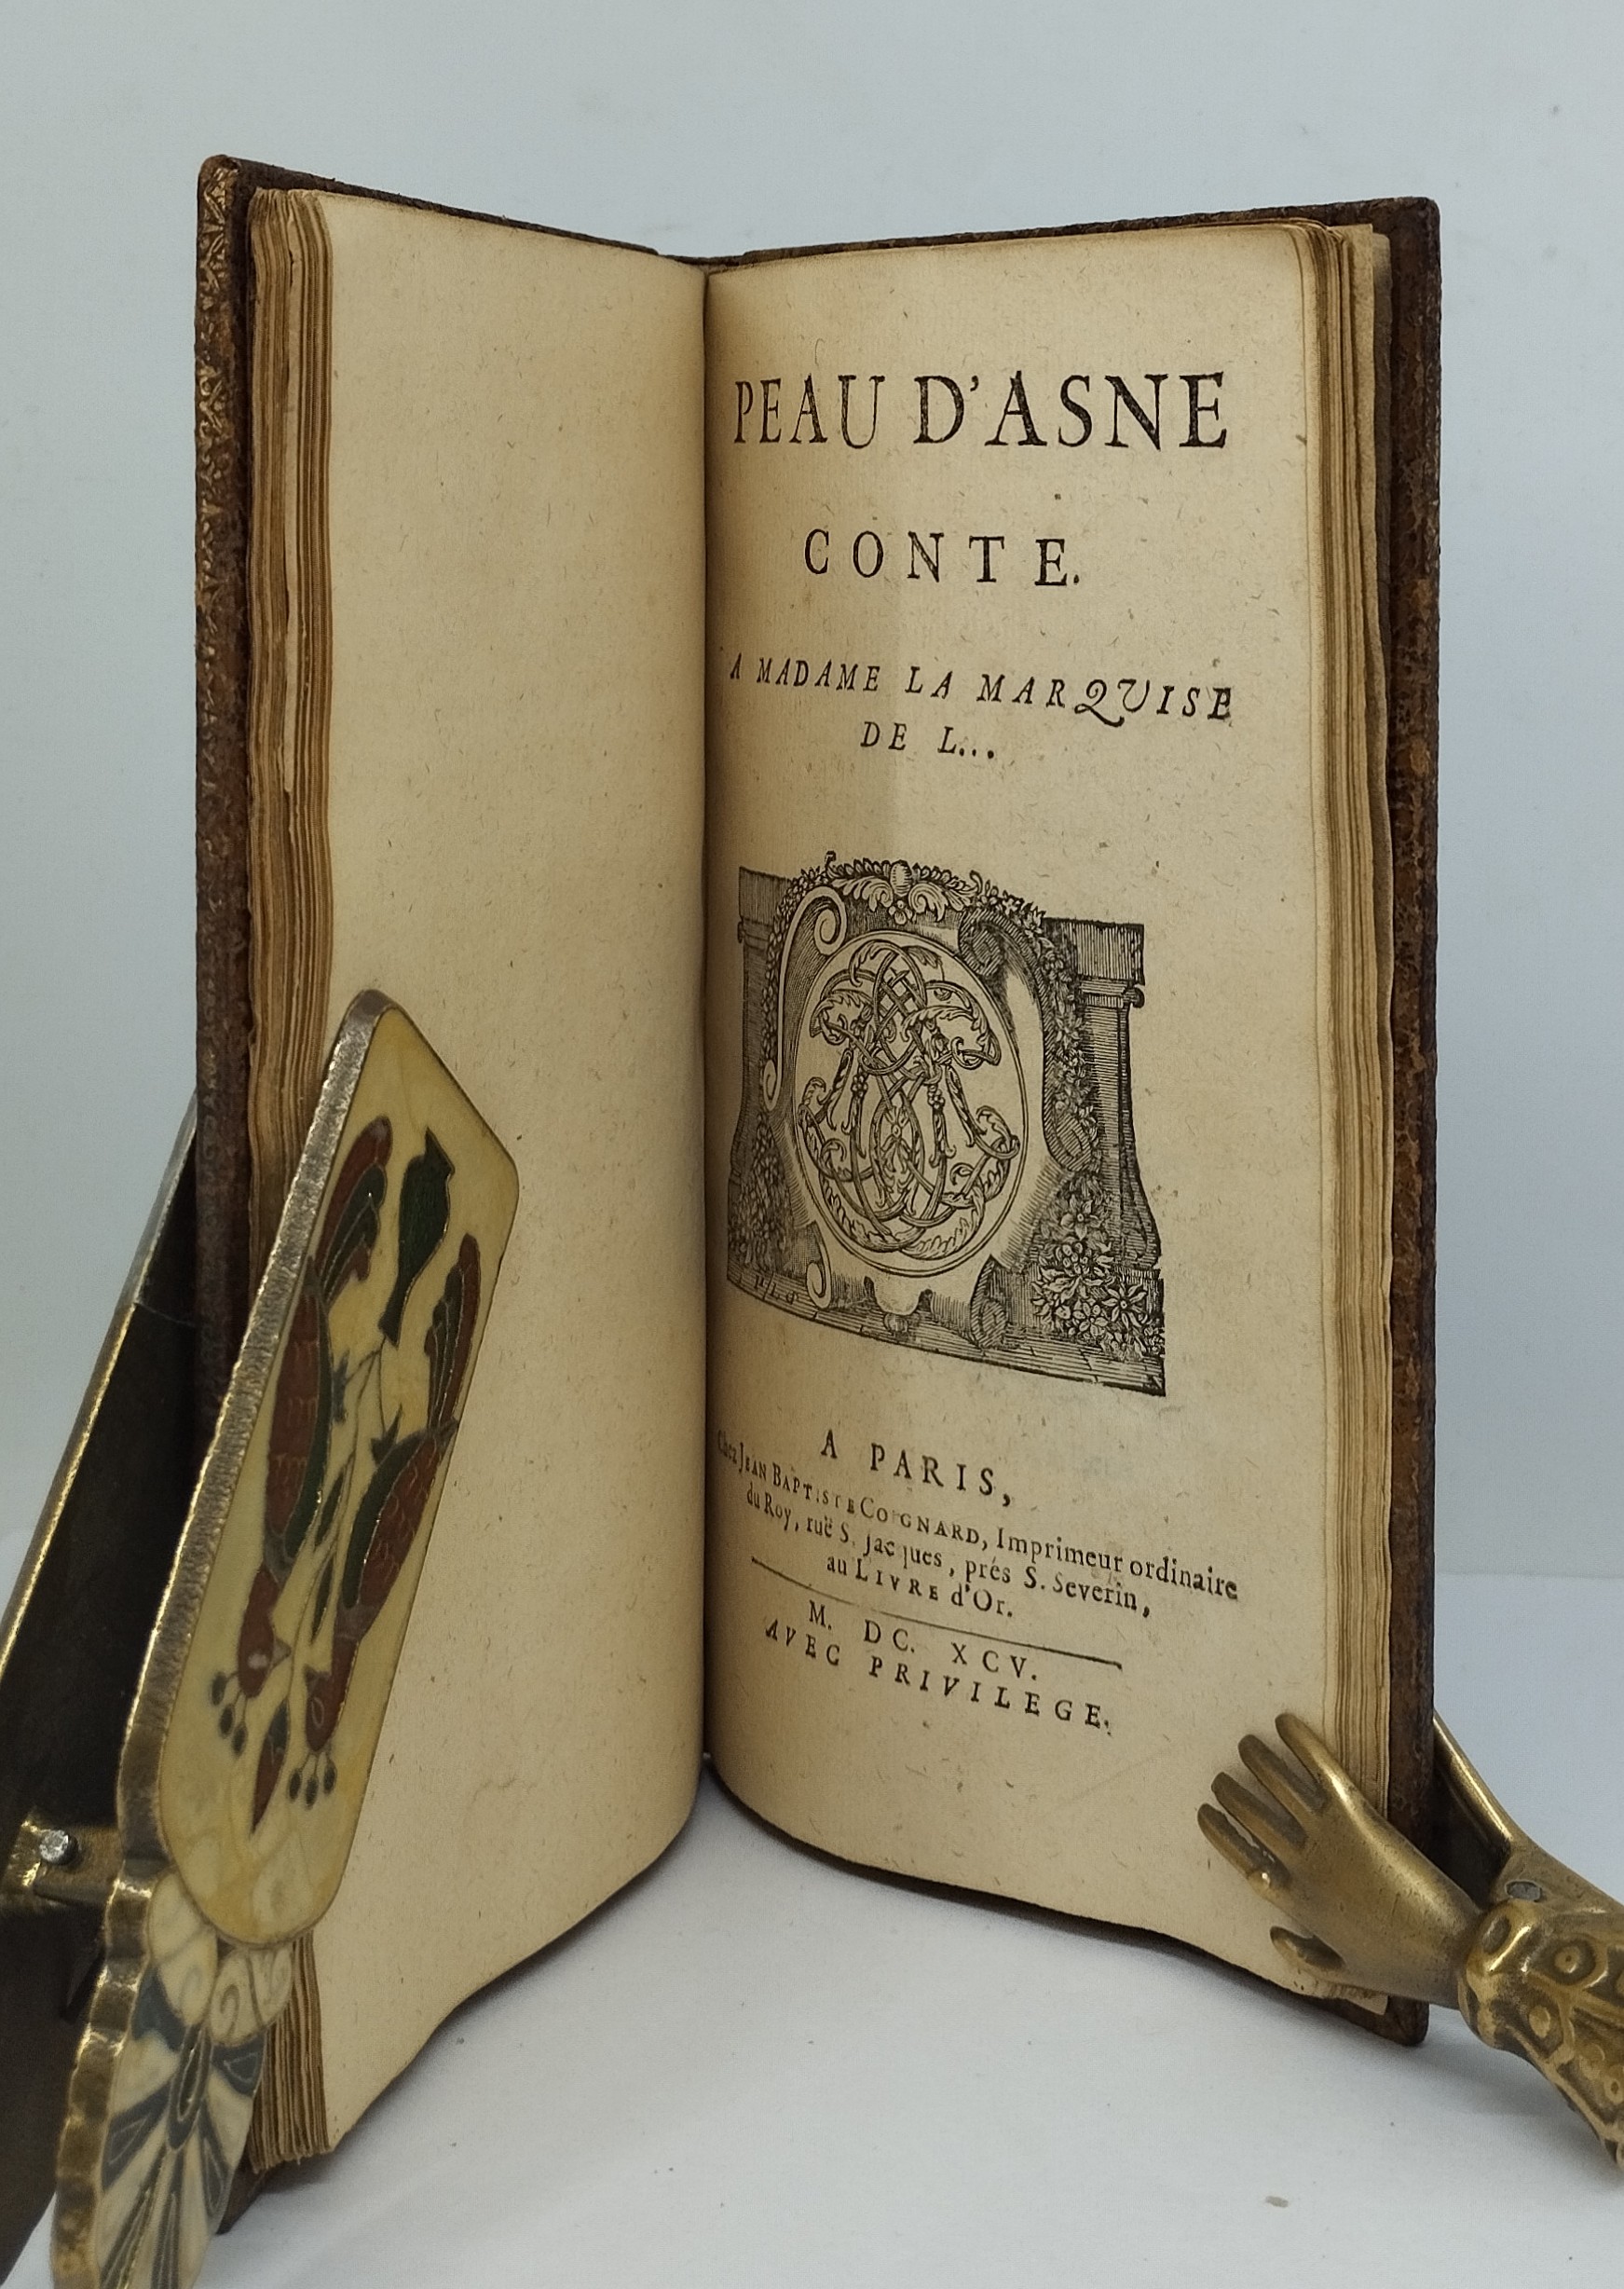 PEAU D'ASNE
CONTE.
A MADAME LA MARQUISE
DE L...
A PARIS,
Chez JEAN BAPTISTE COIGNARD, Imprimeur ordinaire
du Roy, ruë S. Jacques, prés S. Severin,
au LIVRE d'Or.
M. DC. XCV.
AVEC PRIVILEGE.